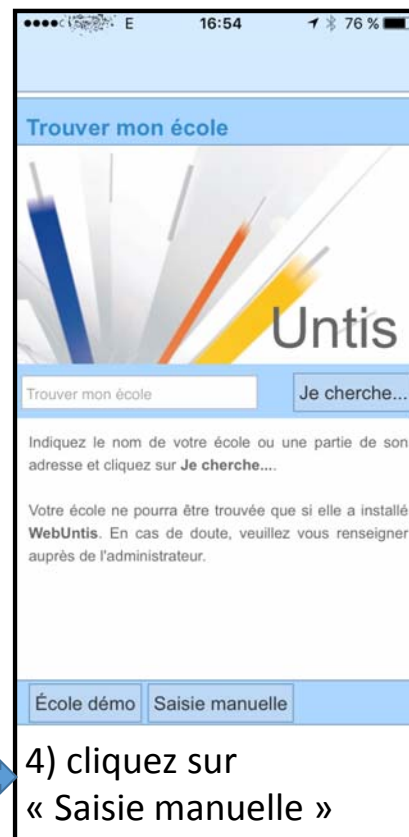 E 16:54 76 %
Trouver mon école
Untis
Trouver mon école Je cherche...
Indiquez le nom de votre école ou une partie de son
adresse et cliquez sur Je cherche....
Votre école ne pourra être trouvée que si elle a installé
WebUntis. En cas de doute, veuillez vous renseigner
auprès de l'administrateur.
École démo Saisie manuelle
4) cliquez sur
« Saisie manuelle »